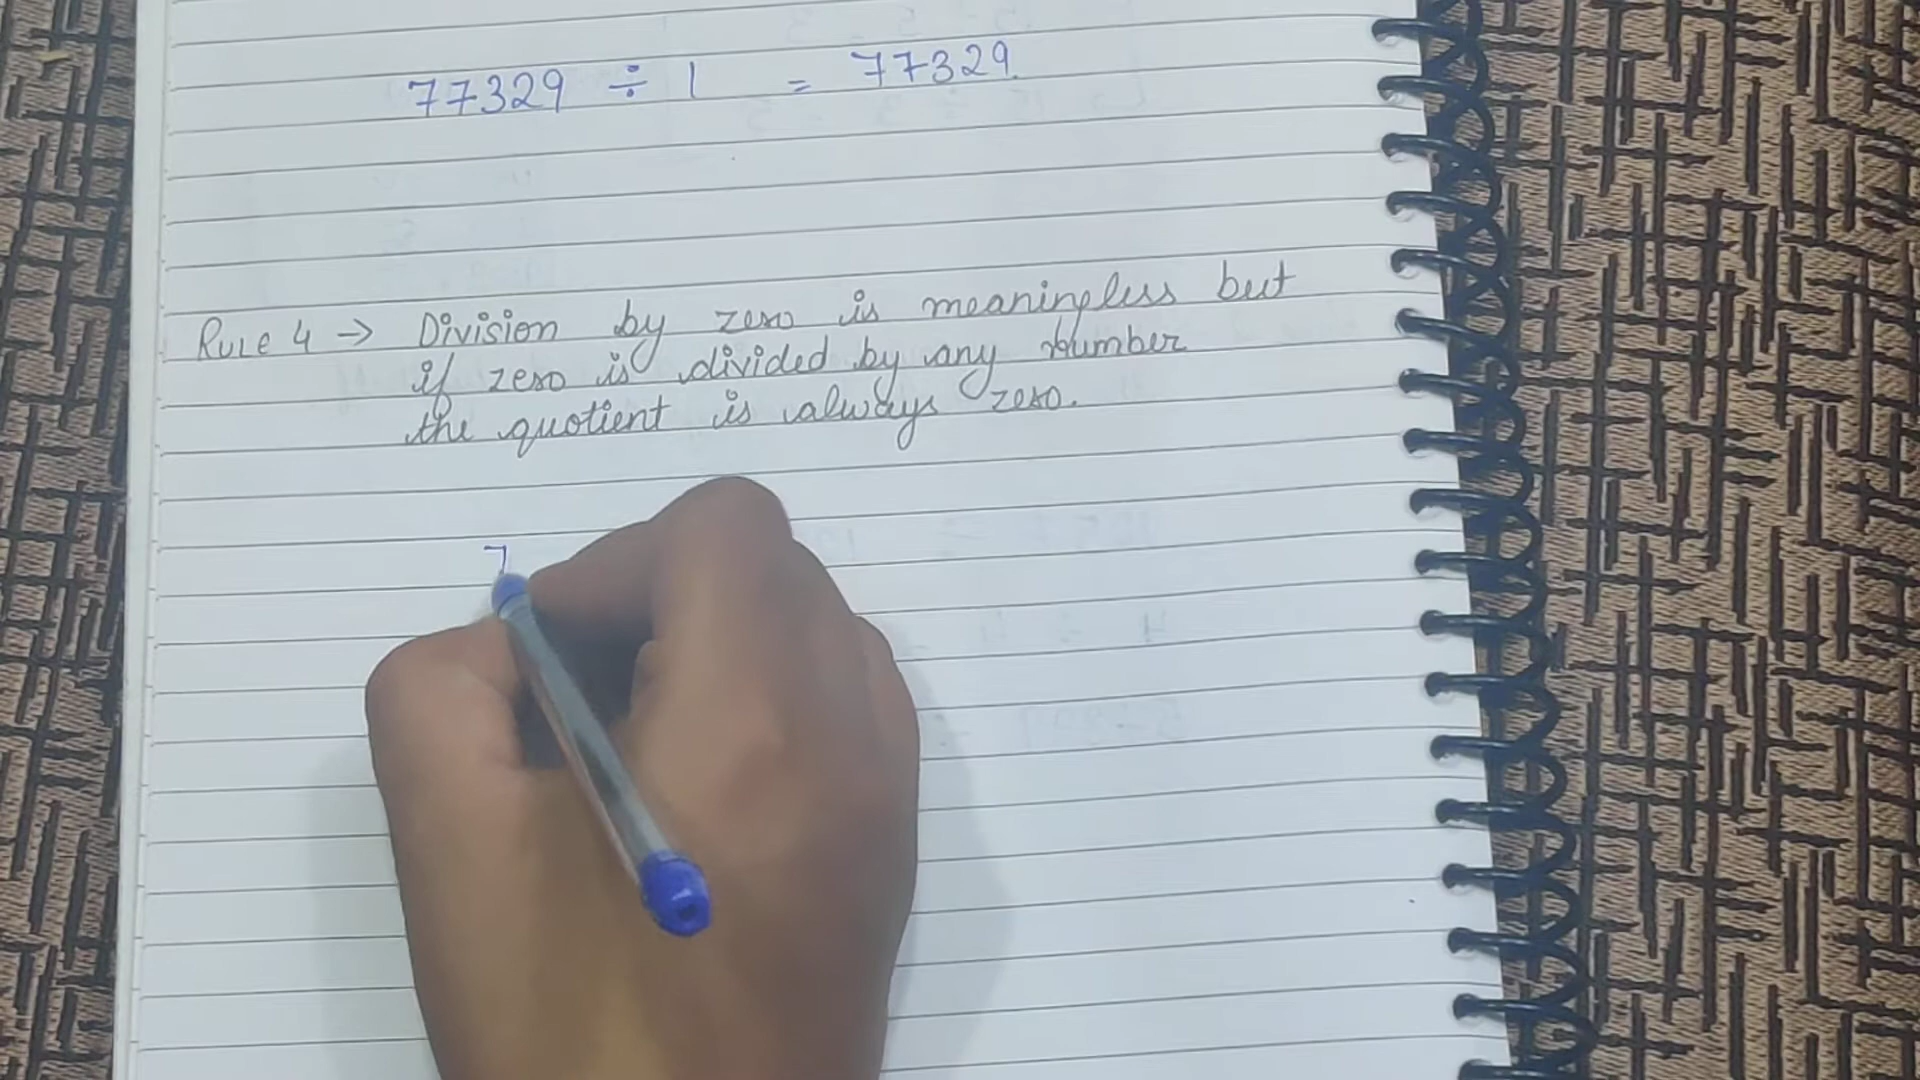 77329 ÷ 1 = 77329.
Rule 4 → Division by zero is meaningless but
if zero is divided by any number
the quotient is always zero.
7